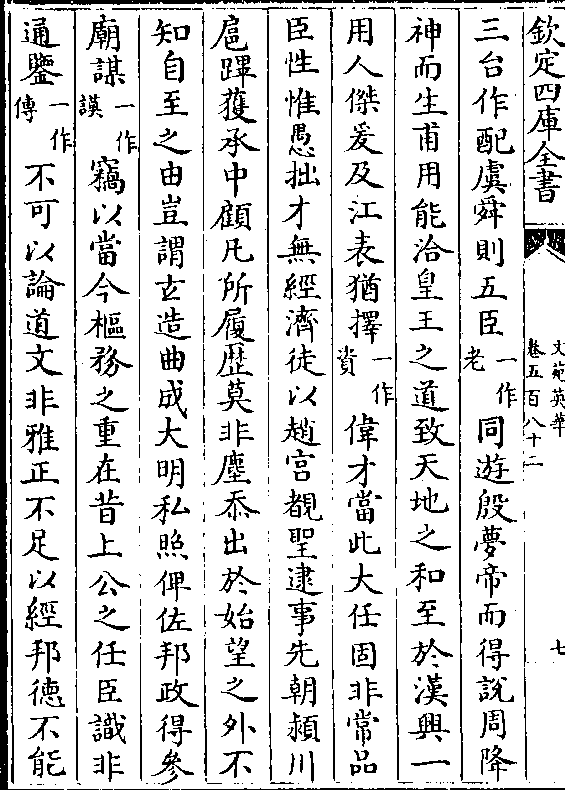 欽定四庫全書
文苑英華
卷五百八十二
七
三台作配虞舜則五臣一作老同遊殷夢帝而得說周降
神而生甫用能洽皇王之道致天地之和至於漢興一
用人傑爰及江表猶擇一作資偉才當此大任固非常品
臣性惟愚拙才無經濟徒以趙宮覩聖逮事先朝潁川
扈蹕獲承中顧凡所履歷莫非塵忝出於始望之外不
知自至之由豈謂玄造曲成大明私照俾佐邦政得參
廟謀一作謨竊以當今樞務之重在昔上公之任臣識非
通鑒一作傳不可以論道文非雅正不足以經邦德不能